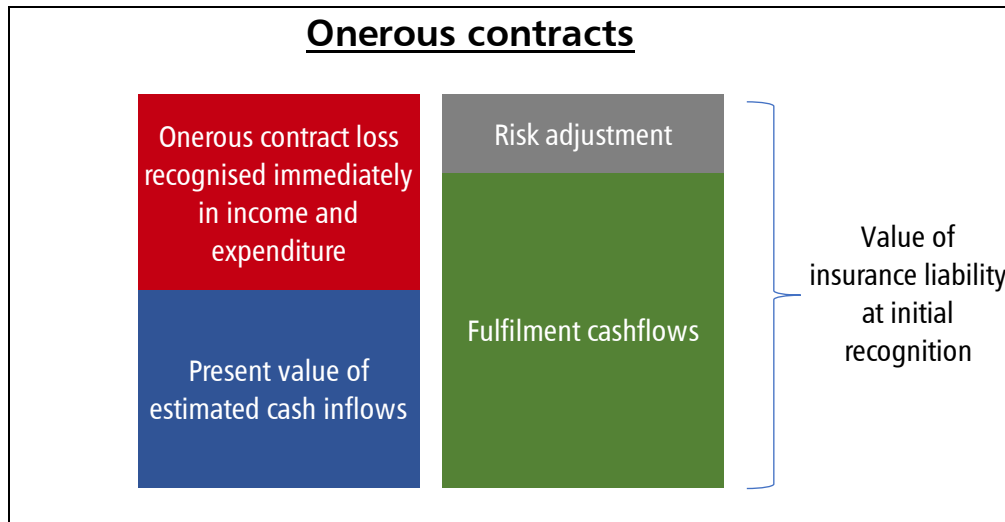 Onerous contracts
Onerous contract loss
recognised immediately
in income and
expenditure
Present value of
estimated cash inflows
Risk adjustment
Fulfilment cashflows
Value of
insurance liability
at initial
recognition